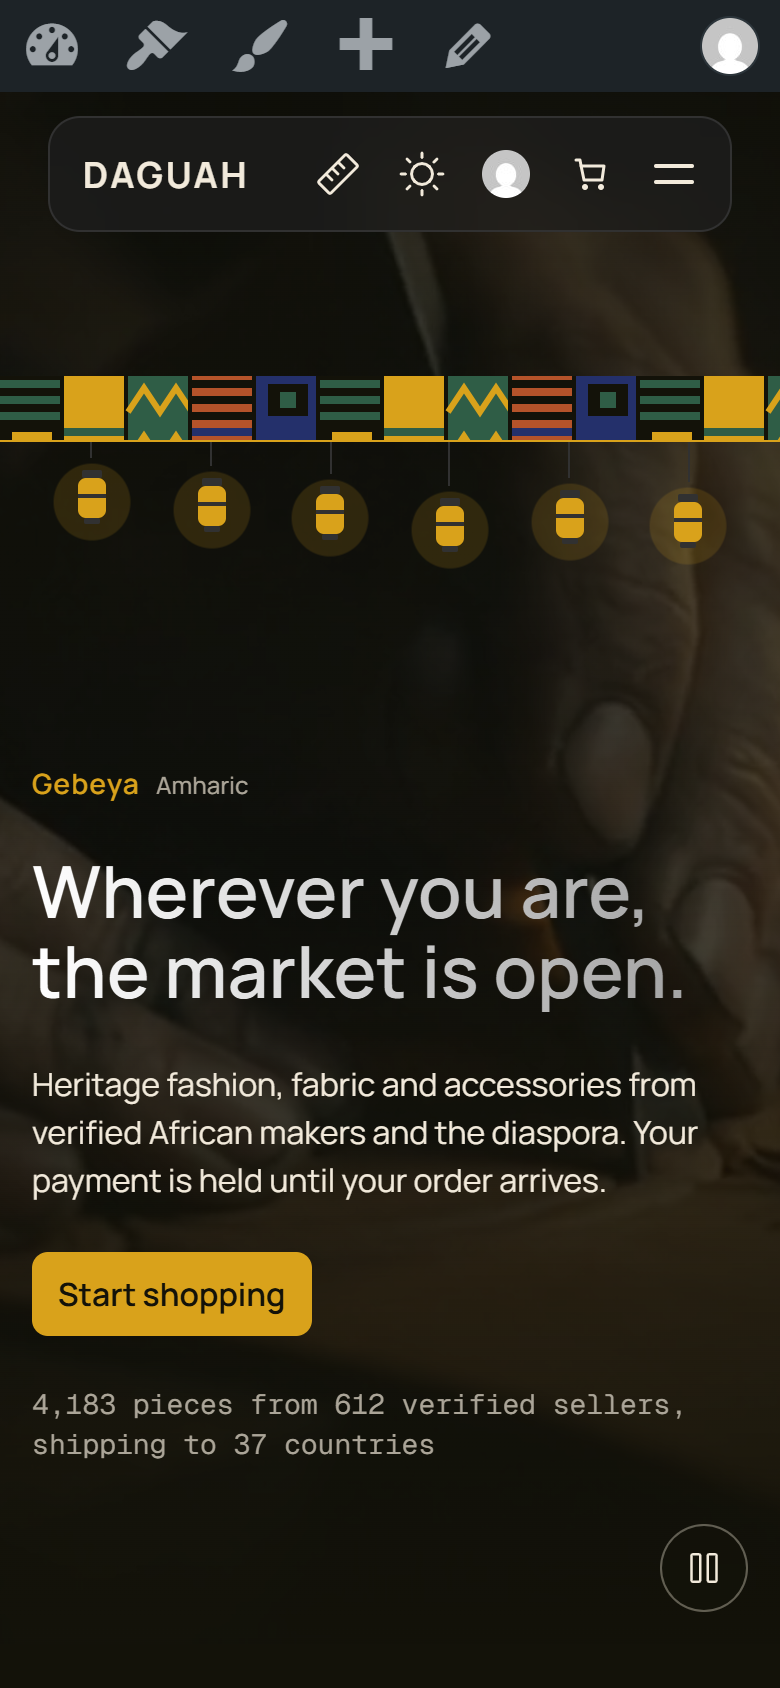 DAGUAH
Gebeya Amharic
Wherever you are,
the market is open.
Heritage fashion, fabric and accessories from
verified African makers and the diaspora. Your
payment is held until your order arrives.
Start shopping
4,183 pieces from 612 verified sellers,
shipping to 37 countries